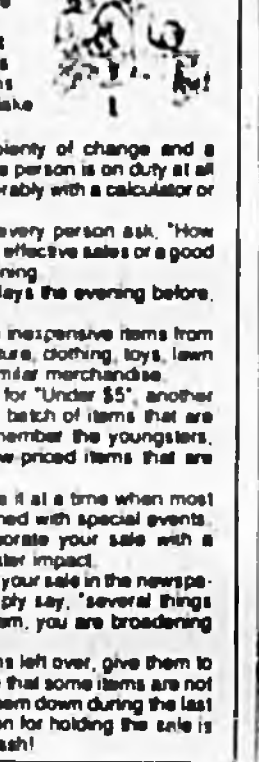 plenty of change and a
person is on duty at all
rably with a calculator or
every person ask, "How
effective sales or a good
ning
lays the evening before,
inexpensive items from
ture, clothing, toys, lawn
milar merchandise.
for "Under $5", another
batch of items that are
member the youngsters,
w priced items that are
it at a time when most
ned with special events.
orate your sale with a
ter impact.
your sale in the newspa-
ply say, "several things
em, you are broadening
s left over, give them to
that some items are not
em down during the last
on for holding the sale is
ash!